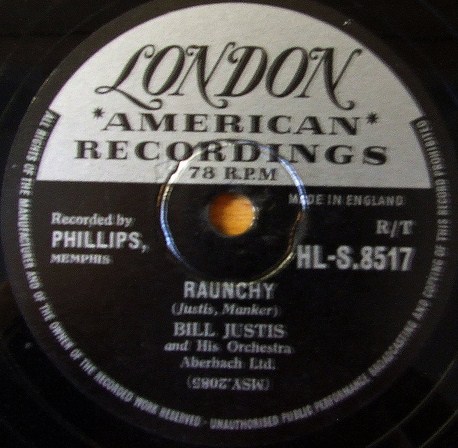 LONDON
*AMERICAN*
RECORDINGS
78 R.P.M
MADE IN ENGLAND
Recorded by
PHILLIPS,
MEMPHIS
R/T
HL-S.8517
RAUNCHY
(Justis, Manker)
BILL JUSTIS
and His Orchestra
Aberbach Ltd.
(MSY.2085)
ALL RIGHTS OF THE MANUFACTURER AND OF THE OWNER OF THE RECORDED WORK RESERVED · UNAUTHORISED PUBLIC PERFORMANCE BROADCASTING AND COPYING OF THIS RECORD PROHIBITED